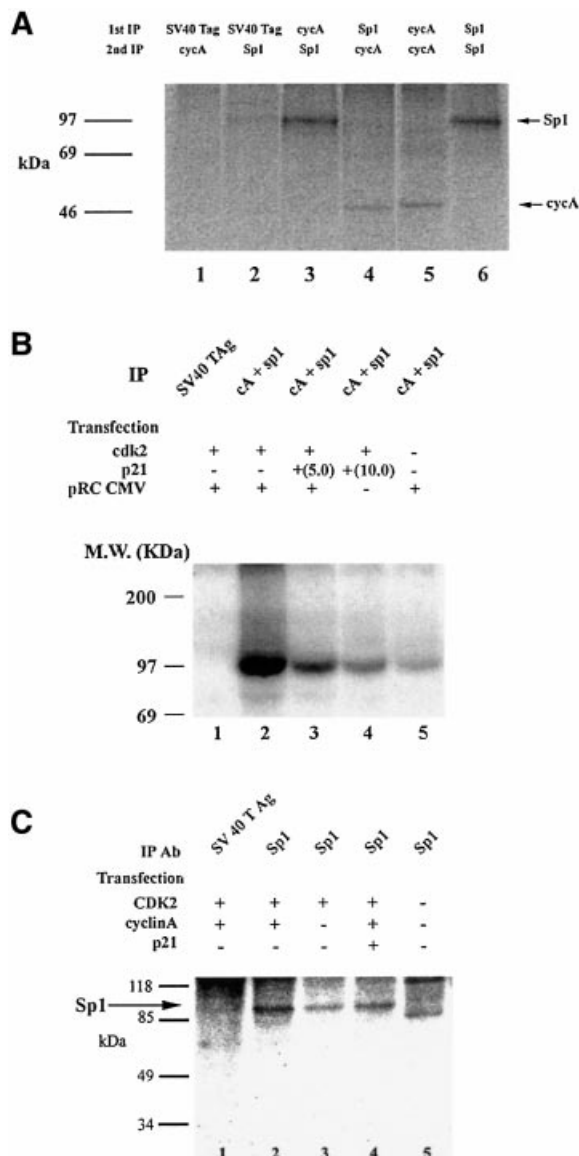 A
1st IP SV40 Tag SV40 Tag cycA Sp1 cycA Sp1
2nd IP cycA Sp1 Sp1 cycA cycA Sp1
97
Sp1
69
kDa
46
cycA
1 2 3 4 5 6
B
IP SV40 TAg cA + sp1 cA + sp1 cA + sp1 cA + sp1
Transfection
cdk2 + + + + -
p21 - - +(5.0) +(10.0) -
pRC CMV + + + - +
M.W. (KDa)
200
97
69
1 2 3 4 5
C
IP Ab SV 40 T Ag Sp1 Sp1 Sp1 Sp1
Transfection
CDK2 + + + + -
cyclinA + + - + -
p21 - - - + -
118
Sp1
85
kDa
49
34
1 2 3 4 5